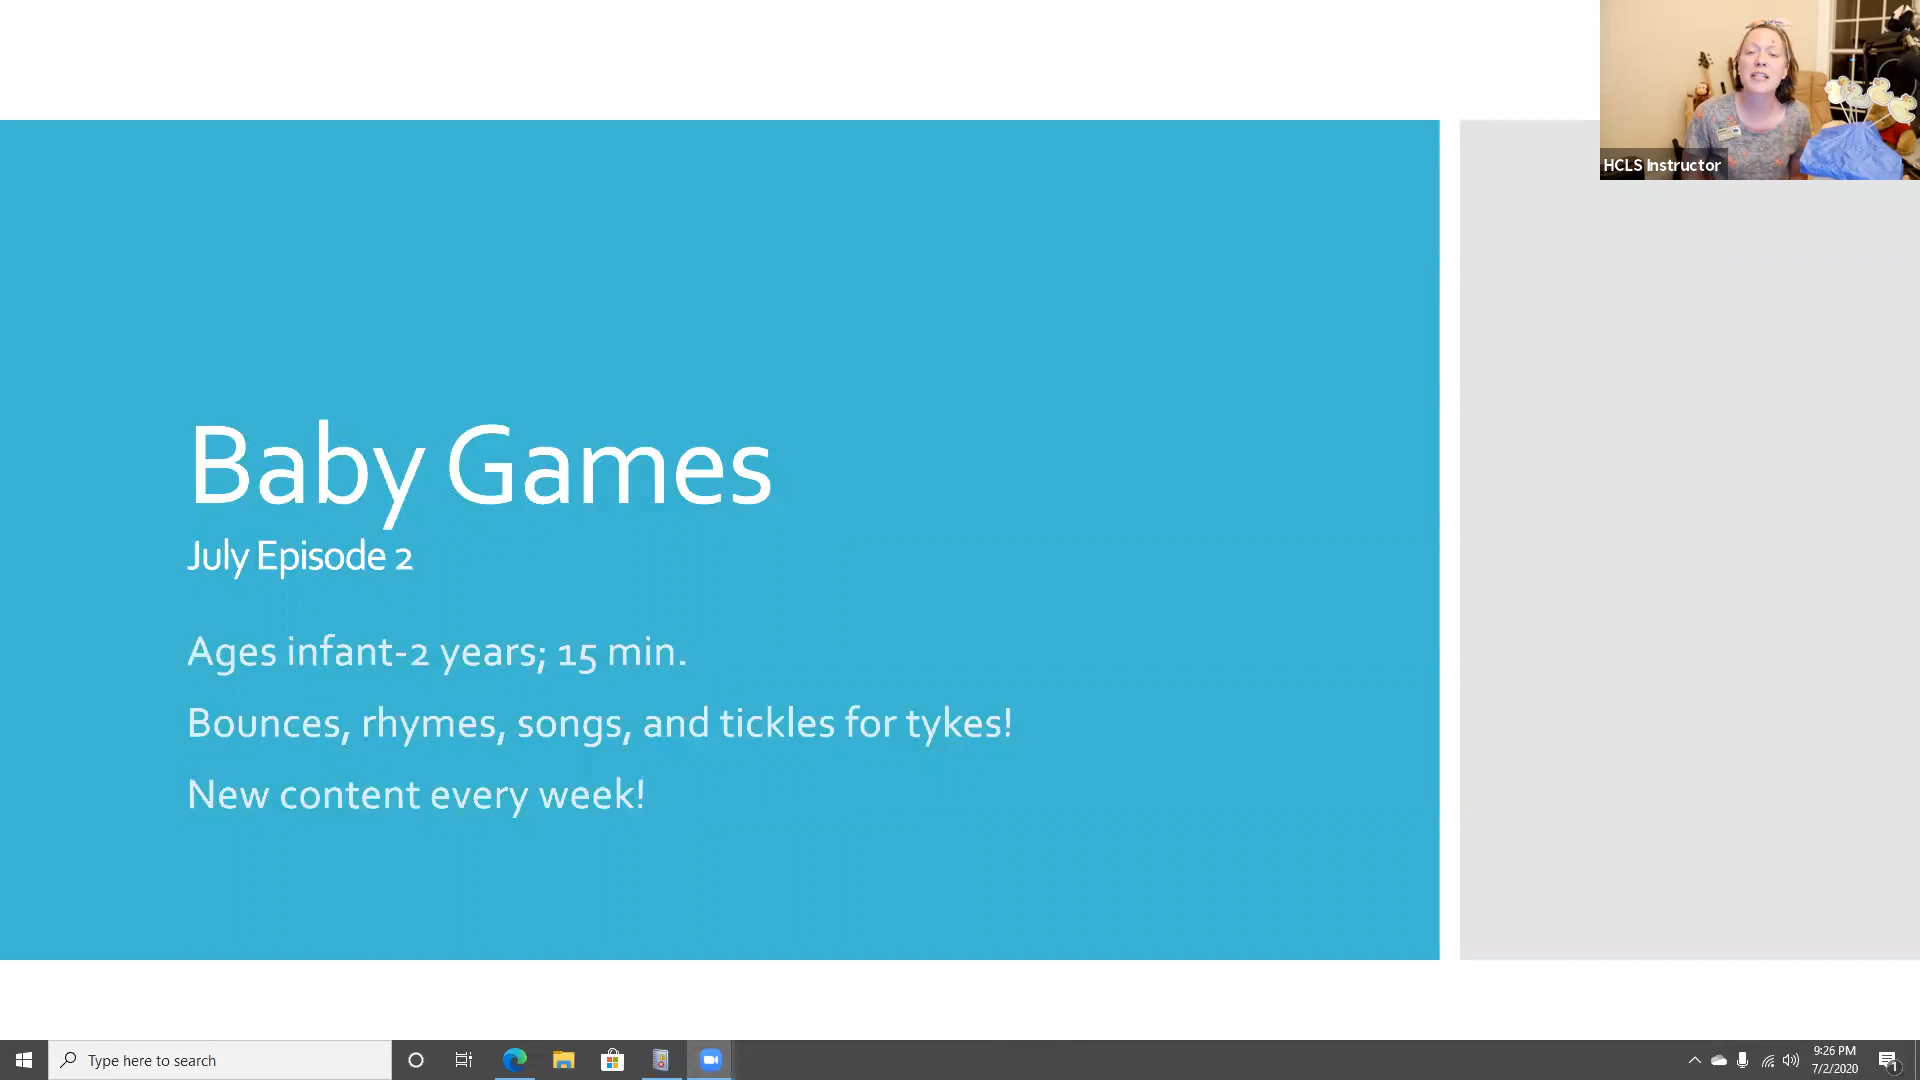 HCLS Instructor
Baby Games
July Episode 2
Ages infant-2 years; 15 min.
Bounces, rhymes, songs, and tickles for tykes!
New content every week!
Type here to search
9:26 PM
7/2/2020
1